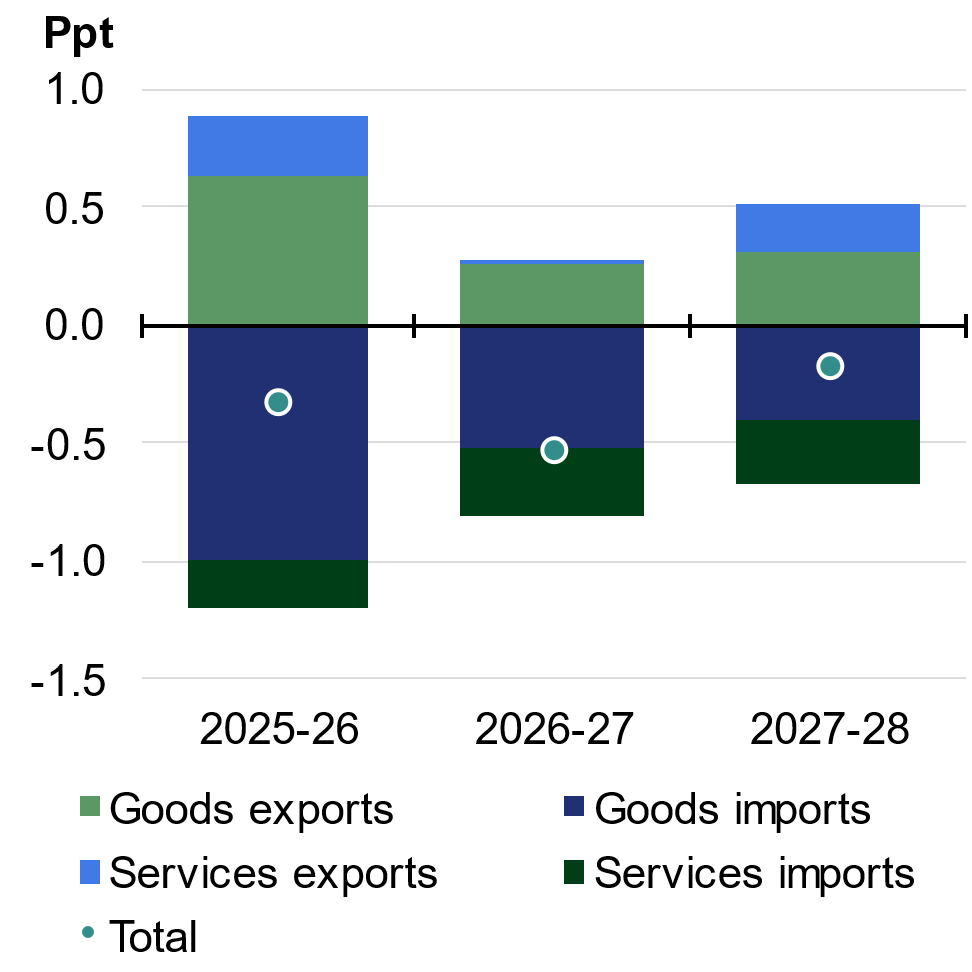 Ppt
1.0
0.5
0.0
-0.5
-1.0
-1.5
2025-26 2026-27 2027-28
Goods exports Goods imports
Services exports Services imports
Total